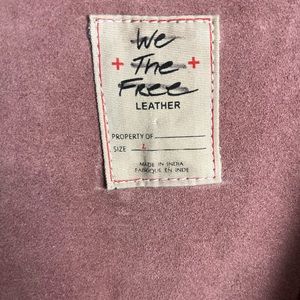 We
+ The +
Free
LEATHER
PROPERTY OF
SIZE L
MADE IN INDIA
FABRIQUE EN INDE